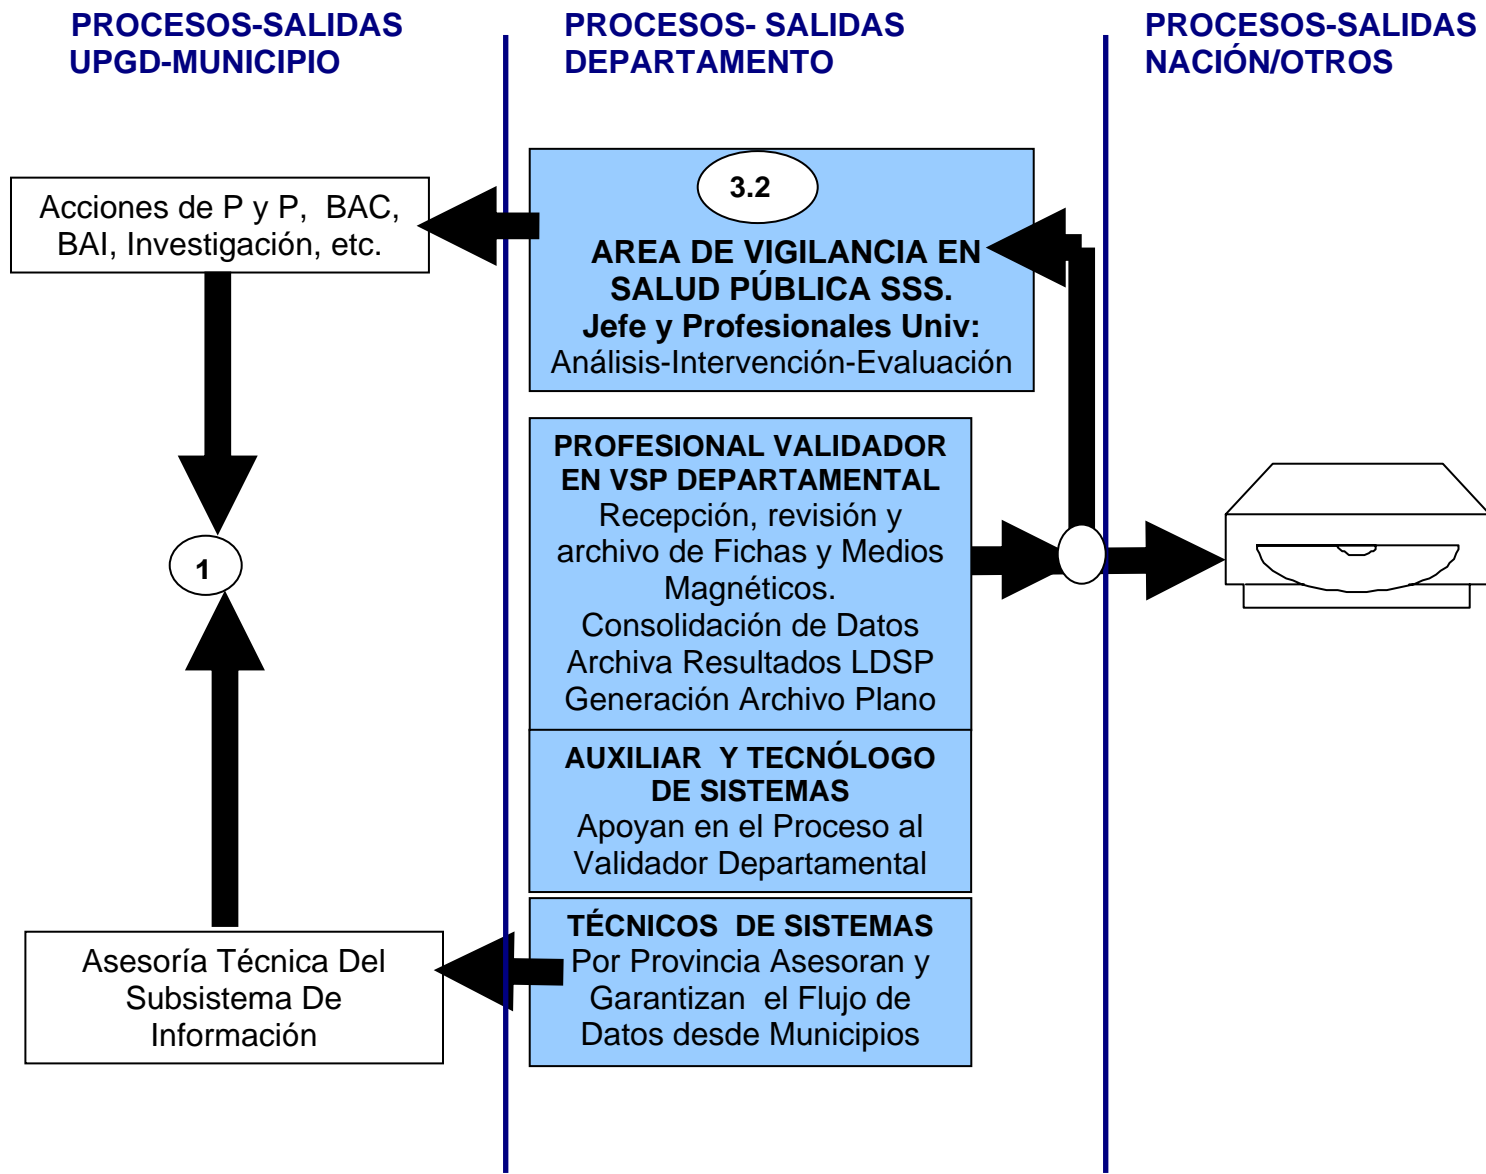 PROCESOS-SALIDAS
UPGD-MUNICIPIO
PROCESOS- SALIDAS
DEPARTAMENTO
PROCESOS-SALIDAS
NACIÓN/OTROS
Acciones de P y P,  BAC,
BAI, Investigación, etc.
1
Asesoría Técnica Del
Subsistema De
Información
3.2
AREA DE VIGILANCIA EN
SALUD PÚBLICA SSS.
Jefe y Profesionales Univ:
Análisis-Intervención-Evaluación
PROFESIONAL VALIDADOR
EN VSP DEPARTAMENTAL
Recepción, revisión y
archivo de Fichas y Medios
Magnéticos.
Consolidación de Datos
Archiva Resultados LDSP
Generación Archivo Plano
AUXILIAR  Y TECNÓLOGO
DE SISTEMAS
Apoyan en el Proceso al
Validador Departamental
TÉCNICOS  DE SISTEMAS
Por Provincia Asesoran y
Garantizan  el Flujo de
Datos desde Municipios